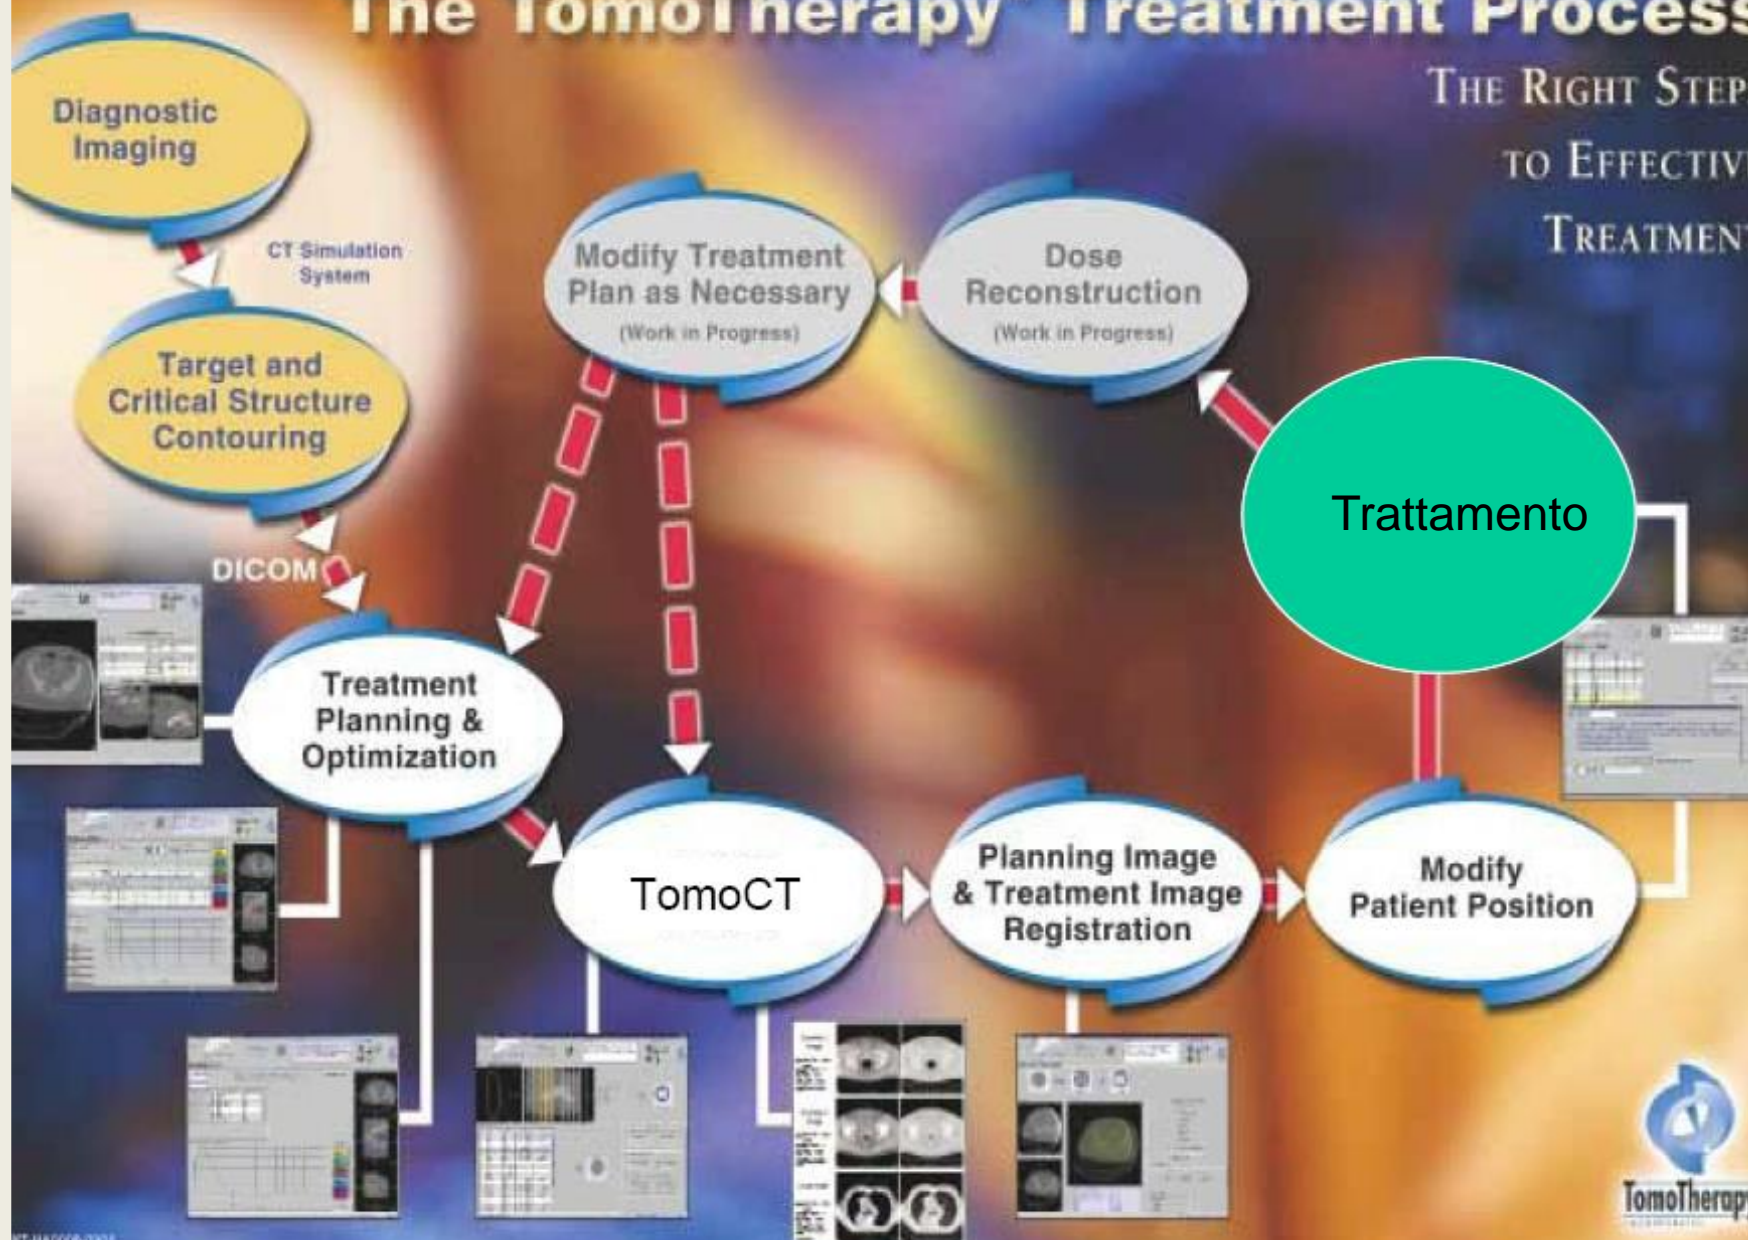 The TomoTherapy™ Treatment Process
THE RIGHT STEP
TO EFFECTIV
TREATMENT
Diagnostic
Imaging
CT Simulation
System
Target and
Critical Structure
Contouring
DICOM
Modify Treatment
Plan as Necessary
(Work in Progress)
Dose
Reconstruction
(Work in Progress)
Trattamento
Treatment
Planning &
Optimization
TomoCT
Planning Image
& Treatment Image
Registration
Modify
Patient Position
TomoTherapy